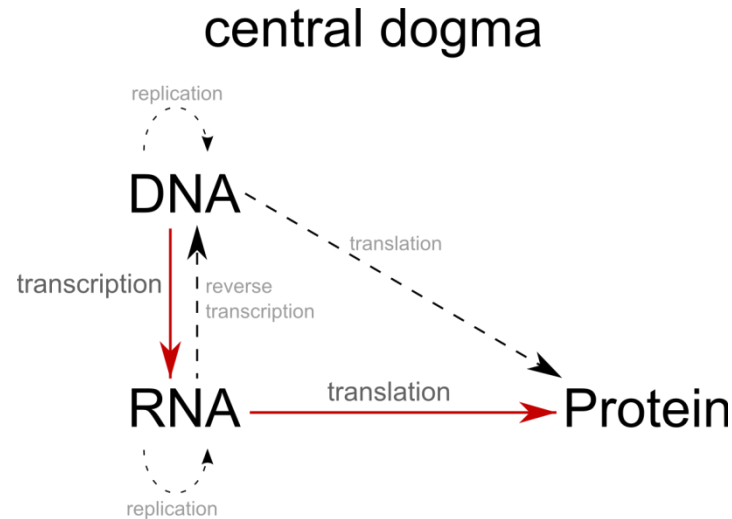 central dogma
replication
DNA
translation
transcription
reverse
transcription
translation
RNA
Protein
replication